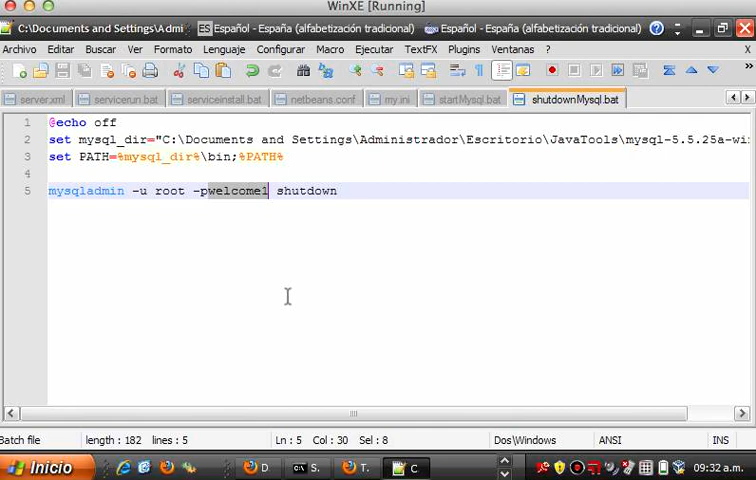 WinXE [Running]
C:\Documents and Settings\Admi
ES Español - España (alfabetización tradicional)
Español - España (alfabetización tradicional)
Archivo Editar Buscar Ver Formato Lenguaje Configurar Macro Ejecutar TextFX Plugins Ventanas ?
server.xml servicerun.bat serviceinstall.bat netbeans.conf my.ini startMysql.bat shutdownMysql.bat
1 @echo off
2 set mysql_dir="C:\Documents and Settings\Administrador\Escritorio\JavaTools\mysql-5.5.25a-win
3 set PATH=%mysql_dir%\bin;%PATH%
4
5 mysqladmin -u root -pwelcome1 shutdown
Batch file length : 182 lines : 5 Ln : 5 Col : 30 Sel : 8 Dos\Windows ANSI INS
Inicio D S. T. C 09:32 a.m.